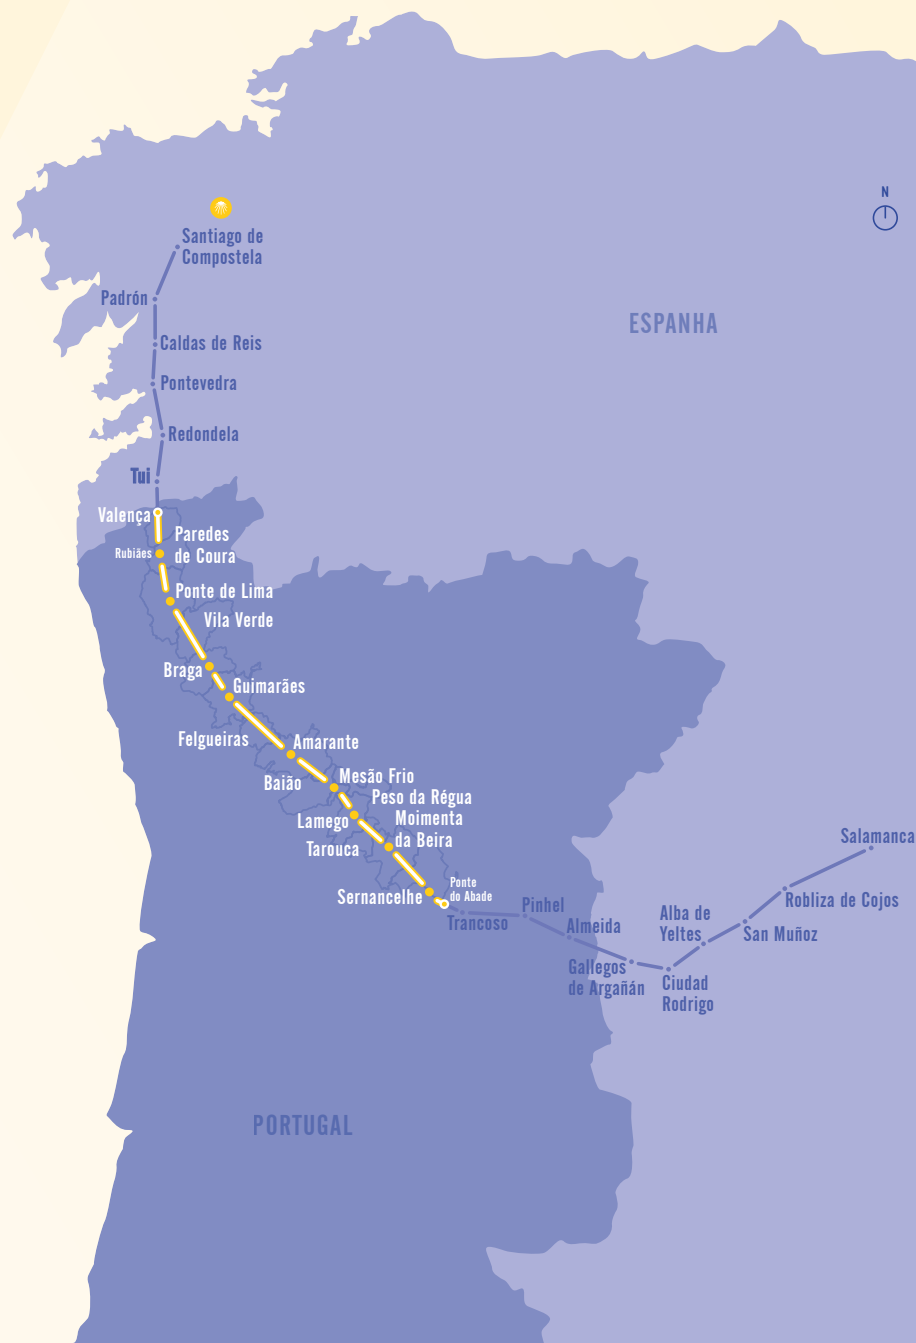 N
Santiago de
Compostela
Padrón
ESPANHA
Caldas de Reis
Pontevedra
Redondela
Tui
Valença
Paredes
de Coura
Rubiães
Ponte de Lima
Vila Verde
Braga
Guimarães
Felgueiras
Amarante
Baião
Mesão Frio
Peso da Régua
Lamego
Moimenta
da Beira
Tarouca
Salamanca
Ponte
do Abade
Sernancelhe
Trancoso
Pinhel
Almeida
Robliza de Cojos
Alba de
Yeltes
San Muñoz
Gallegos
de Argañán
Ciudad
Rodrigo
PORTUGAL